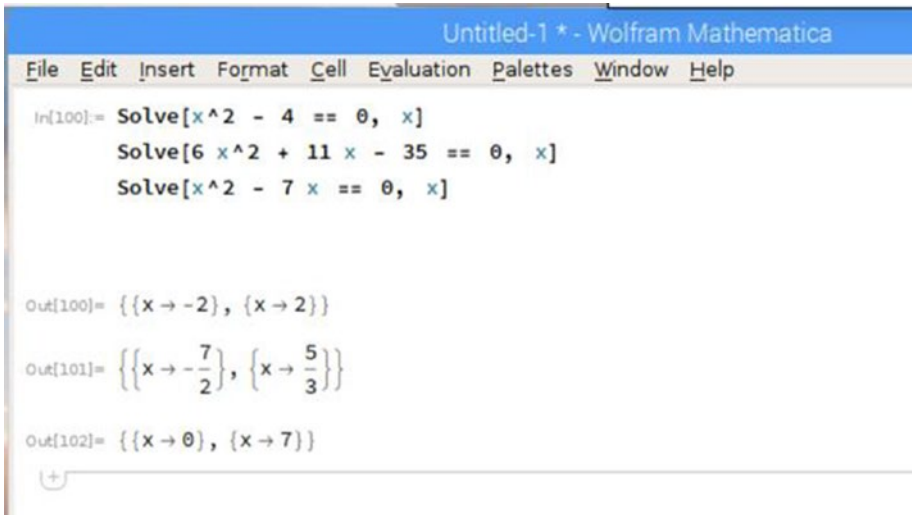 Untitled-1 * - Wolfram Mathematica
File Edit Insert Format Cell Evaluation Palettes Window Help
In[100]:= Solve[x^2 - 4 == 0, x]
Solve[6 x^2 + 11 x - 35 == 0, x]
Solve[x^2 - 7 x == 0, x]
Out[100]= {{x → -2}, {x → 2}}
Out[101]= {{x → -7/2}, {x → 5/3}}
Out[102]= {{x → 0}, {x → 7}}